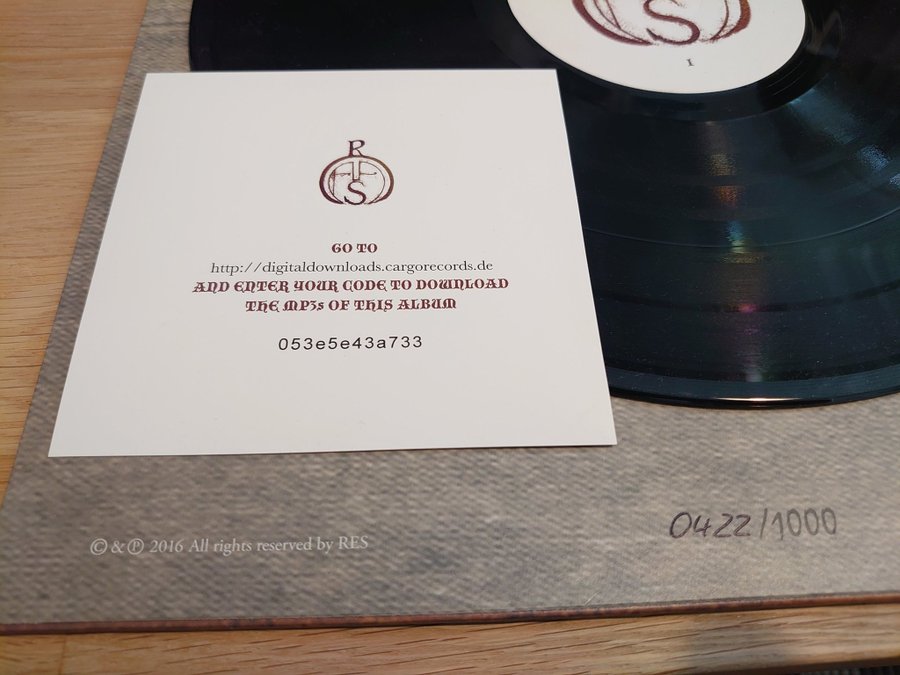 S
I
R
S
GO TO
http://digitaldownloads.cargorecords.de
AND ENTER YOUR CODE TO DOWNLOAD
THE MP3s OF THIS ALBUM
053e5e43a733
0422/1000
© & ℗ 2016 All rights reserved by RES